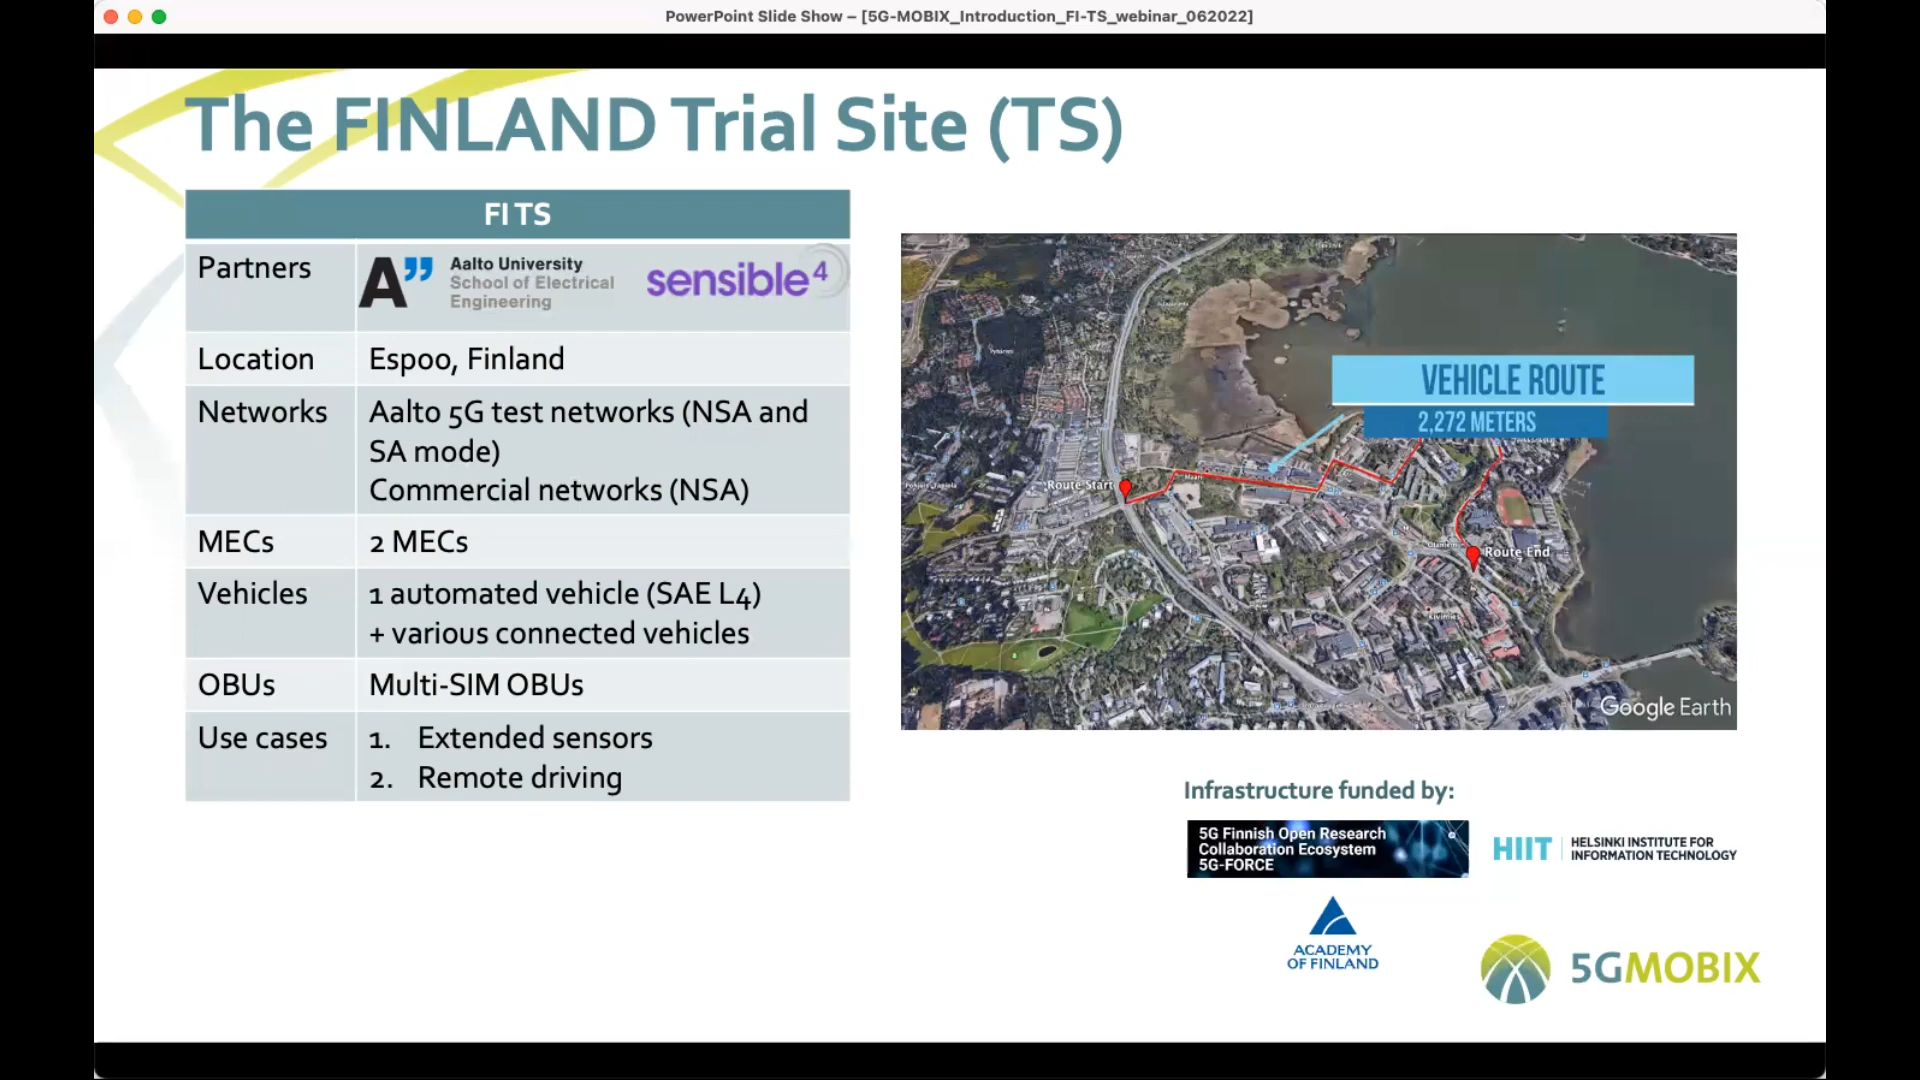 PowerPoint Slide Show – [5G-MOBIX_Introduction_FI-TS_webinar_062022]
The FINLAND Trial Site (TS)
FI TS
Partners
Aalto University
School of Electrical
Engineering
sensible4
Location
Espoo, Finland
Networks
Aalto 5G test networks (NSA and
SA mode)
Commercial networks (NSA)
MECs
2 MECs
Vehicles
1 automated vehicle (SAE L4)
+ various connected vehicles
OBUs
Multi-SIM OBUs
Use cases
1. Extended sensors
2. Remote driving
VEHICLE ROUTE
2,272 METERS
Route Start
Route End
Google Earth
Infrastructure funded by:
5G Finnish Open Research
Collaboration Ecosystem
5G-FORCE
HIIT
HELSINKI INSTITUTE FOR
INFORMATION TECHNOLOGY
ACADEMY
OF FINLAND
5GMOBIX